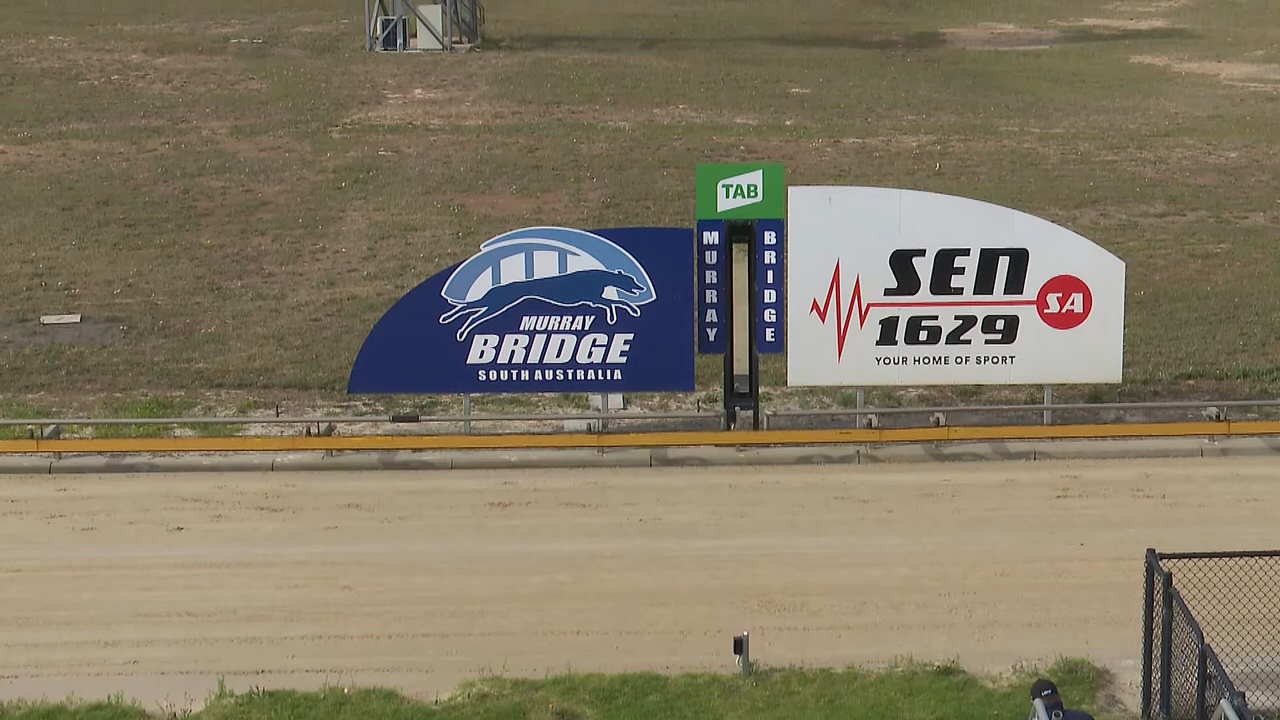 TAB
MURRAY
BRIDGE
MURRAY
BRIDGE
SOUTH AUSTRALIA
SEN
SA
1629
YOUR HOME OF SPORT